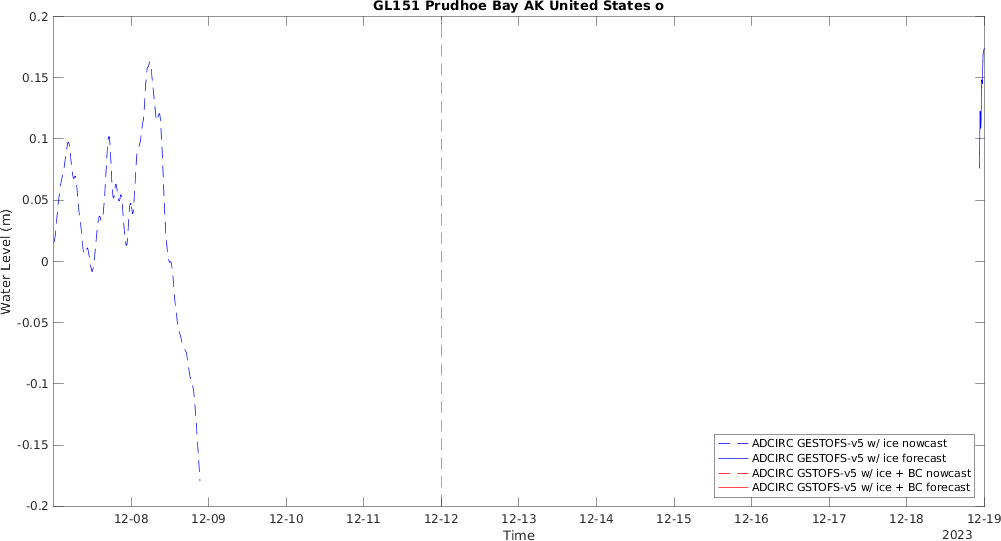 GL151 Prudhoe Bay AK United States o
0.2
0.15
0.1
0.05
0
-0.05
-0.1
-0.15
-0.2
Water Level (m)
ADCIRC GESTOFS-v5 w/ ice nowcast
ADCIRC GESTOFS-v5 w/ ice forecast
ADCIRC GSTOFS-v5 w/ ice + BC nowcast
ADCIRC GSTOFS-v5 w/ ice + BC forecast
12-08 12-09 12-10 12-11 12-12 12-13 12-14 12-15 12-16 12-17 12-18 12-19
Time
2023